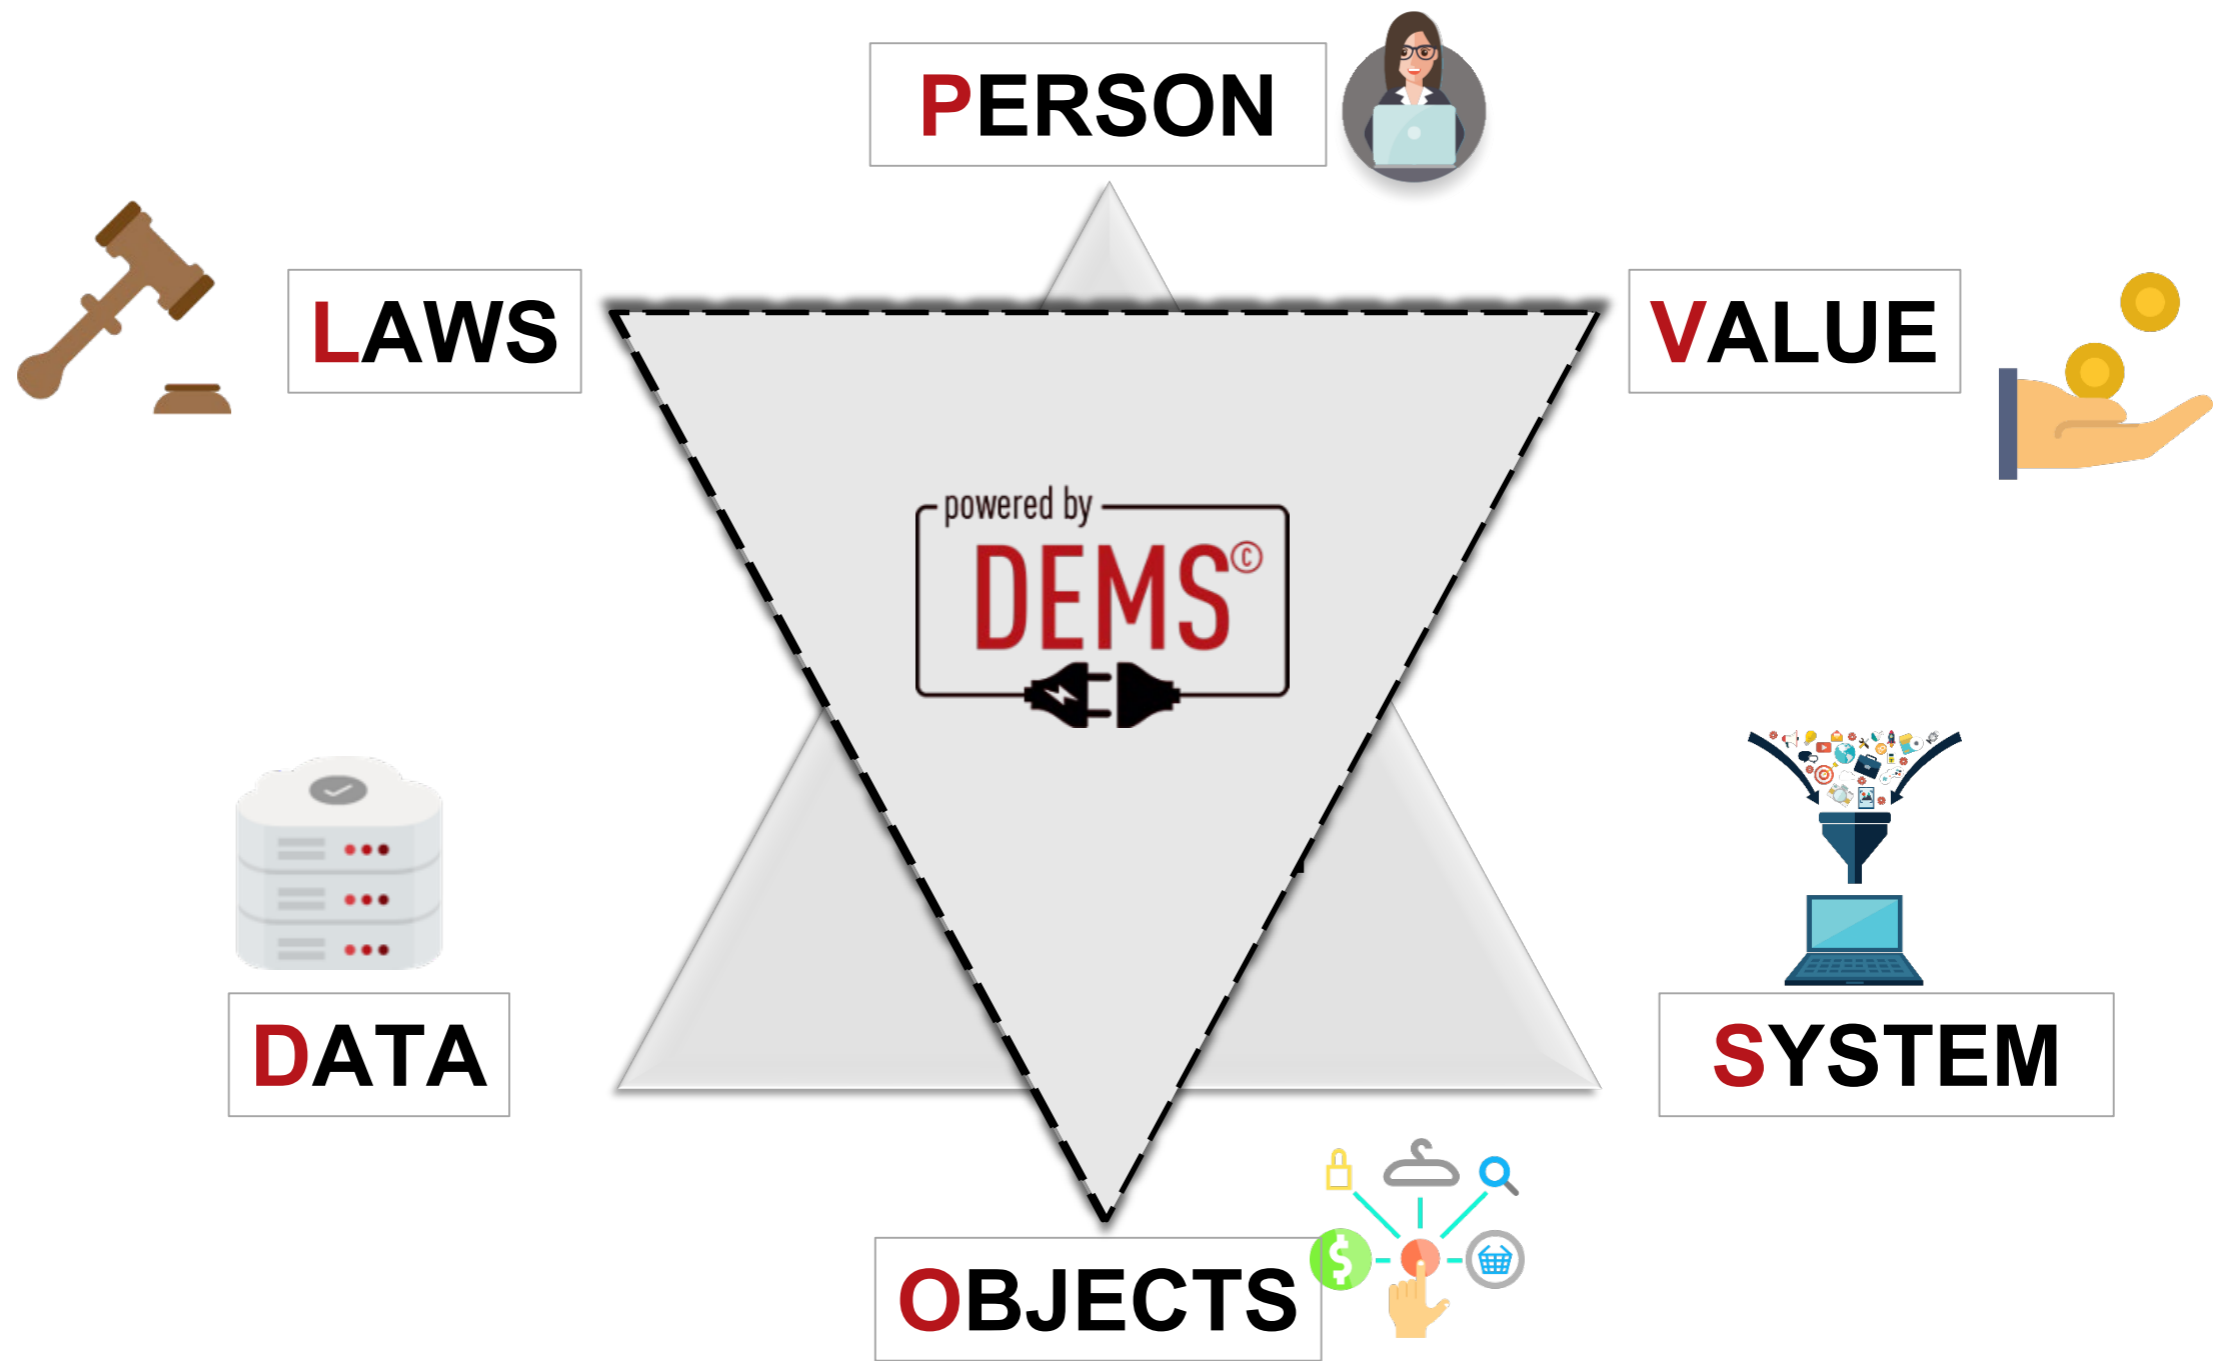 PERSON
LAWS
VALUE
powered by
DEMS©
DATA
SYSTEM
OBJECTS